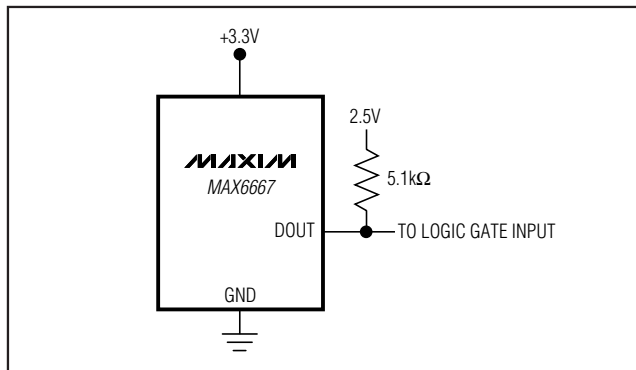 +3.3V
2.5V
MAXIM
MAX6667
5.1kΩ
DOUT
TO LOGIC GATE INPUT
GND